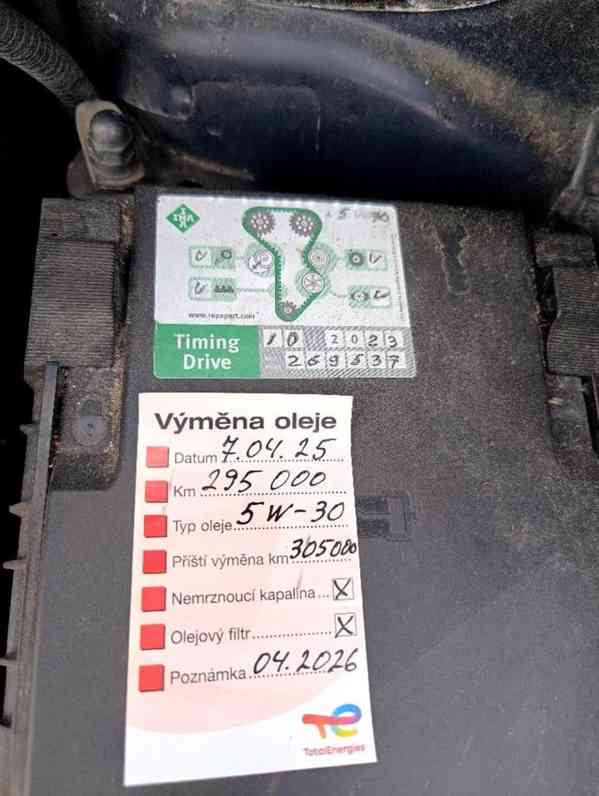 INA
www.repxpert.com
Timing
Drive
10 2023
269537
Výměna oleje
Datum 7.04.25
Km 295 000
Typ oleje 5W-30
Příští výměna km 305000
Nemrznoucí kapalina... X
Olejový filtr........... X
Poznámka 04.2026
TotalEnergies